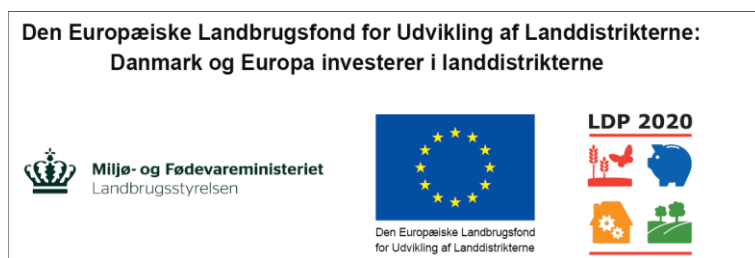 Den Europæiske Landbrugsfond for Udvikling af Landdistrikterne:
Danmark og Europa investerer i landdistrikterne
Miljø- og Fødevareministeriet
Landbrugsstyrelsen
Den Europæiske Landbrugsfond
for Udvikling af Landdistrikterne
LDP 2020